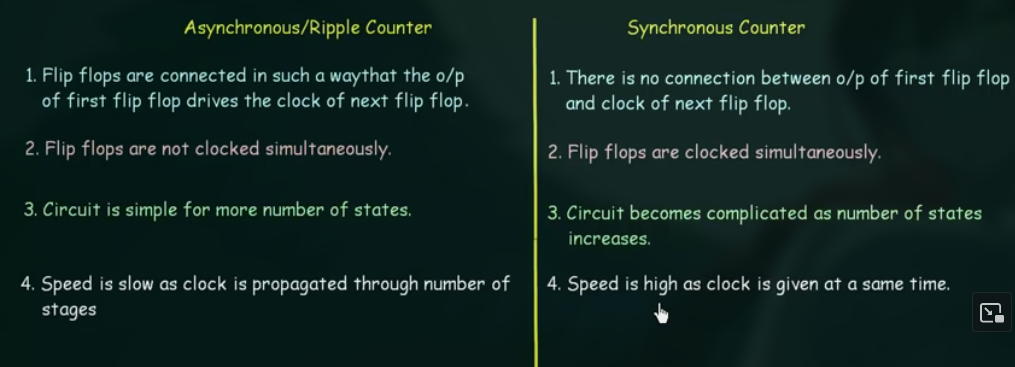 Asynchronous/Ripple Counter
1. Flip flops are connected in such a waythat the o/p
of first flip flop drives the clock of next flip flop.
2. Flip flops are not clocked simultaneously.
3. Circuit is simple for more number of states.
4. Speed is slow as clock is propagated through number of
stages
Synchronous Counter
1. There is no connection between o/p of first flip flop
and clock of next flip flop.
2. Flip flops are clocked simultaneously.
3. Circuit becomes complicated as number of states
increases.
4. Speed is high as clock is given at a same time.